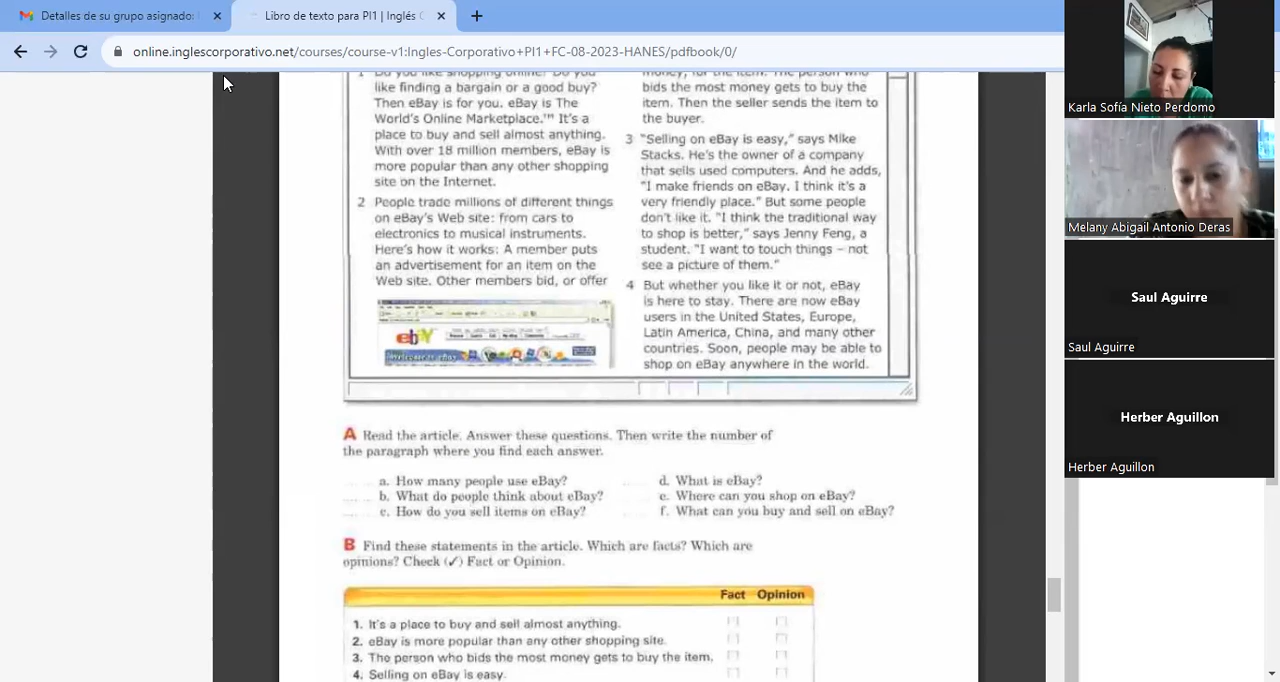 Detalles de su grupo asignado:
Libro de texto para PI1 | Inglés C
online.inglescorporativo.net/courses/course-v1:Ingles-Corporativo+PI1+FC-08-2023-HANES/pdfbook/0/
1 Do you like shopping online? Do you
like finding a bargain or a good buy?
Then eBay is for you. eBay is The
World's Online Marketplace.™ It's a
place to buy and sell almost anything.
With over 18 million members, eBay is
more popular than any other shopping
site on the Internet.
2 People trade millions of different things
on eBay's Web site: from cars to
electronics to musical instruments.
Here's how it works: A member puts
an advertisement for an item on the
Web site. Other members bid, or offer
ebY
money, for the item. The person who
bids the most money gets to buy the
item. Then the seller sends the item to
the buyer.
3 "Selling on eBay is easy," says Mike
Stacks. He's the owner of a company
that sells used computers. And he adds,
"I make friends on eBay. I think it's a
very friendly place." But some people
don't like it. "I think the traditional way
to shop is better," says Jenny Feng, a
student. "I want to touch things – not
see a picture of them."
4 But whether you like it or not, eBay
is here to stay. There are now eBay
users in the United States, Europe,
Latin America, China, and many other
countries. Soon, people may be able to
shop on eBay anywhere in the world.
A Read the article. Answer these questions. Then write the number of
the paragraph where you find each answer.
a. How many people use eBay?
b. What do people think about eBay?
c. How do you sell items on eBay?
d. What is eBay?
e. Where can you shop on eBay?
f. What can you buy and sell on eBay?
B Find these statements in the article. Which are facts? Which are
opinions? Check (✓) Fact or Opinion.
Fact Opinion
1. It's a place to buy and sell almost anything.
2. eBay is more popular than any other shopping site.
3. The person who bids the most money gets to buy the item.
4. Selling on eBay is easy.
Karla Sofía Nieto Perdomo
Melany Abigail Antonio Deras
Saul Aguirre
Saul Aguirre
Herber Aguillon
Herber Aguillon